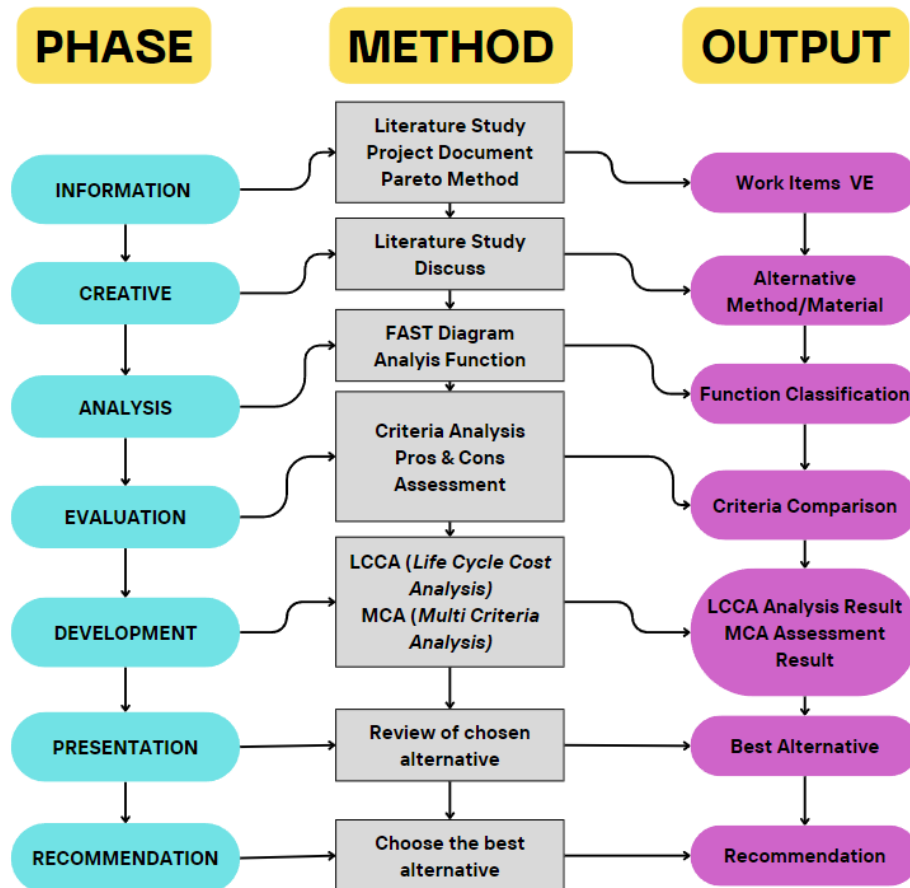 PHASE
METHOD
OUTPUT
INFORMATION
Literature Study
Project Document
Pareto Method
Work Items VE
CREATIVE
Literature Study
Discuss
Alternative
Method/Material
ANALYSIS
FAST Diagram
Analyis Function
Function Classification
EVALUATION
Criteria Analysis
Pros & Cons
Assessment
Criteria Comparison
DEVELOPMENT
LCCA (Life Cycle Cost
Analysis)
MCA (Multi Criteria
Analysis)
LCCA Analysis Result
MCA Assessment
Result
PRESENTATION
Review of chosen
alternative
Best Alternative
RECOMMENDATION
Choose the best
alternative
Recommendation